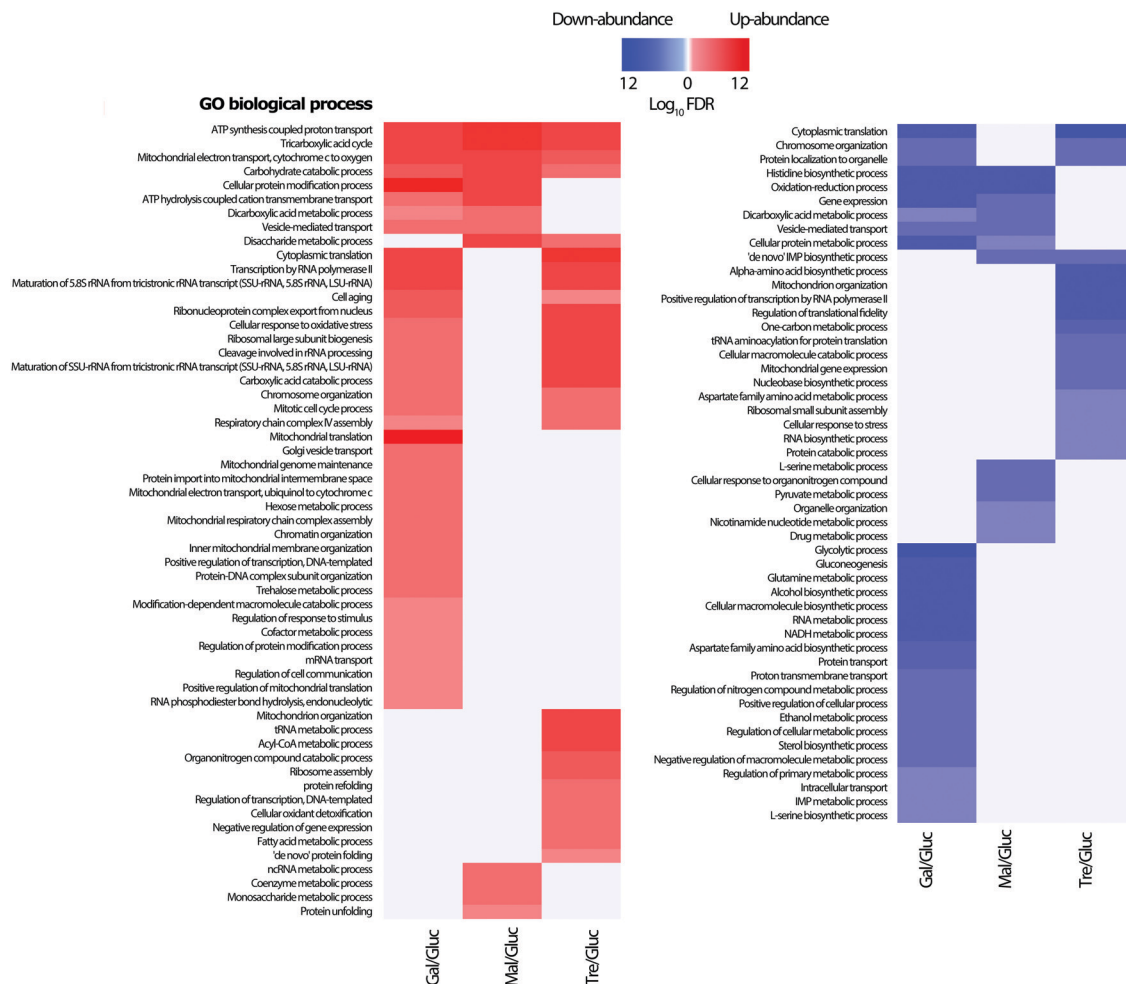 Down-abundance Up-abundance
12 0 12
Log10 FDR
GO biological process
ATP synthesis coupled proton transport
Tricarboxylic acid cycle
Mitochondrial electron transport, cytochrome c to oxygen
Carbohydrate catabolic process
Cellular protein modification process
ATP hydrolysis coupled cation transmembrane transport
Dicarboxylic acid metabolic process
Vesicle-mediated transport
Disaccharide metabolic process
Cytoplasmic translation
Transcription by RNA polymerase II
Maturation of 5.8S rRNA from tricistronic rRNA transcript (SSU-rRNA, 5.8S rRNA, LSU-rRNA)
Cell aging
Ribonucleoprotein complex export from nucleus
Cellular response to oxidative stress
Ribosomal large subunit biogenesis
Cleavage involved in rRNA processing
Maturation of SSU-rRNA from tricistronic rRNA transcript (SSU-rRNA, 5.8S rRNA, LSU-rRNA)
Carboxylic acid catabolic process
Chromosome organization
Mitotic cell cycle process
Respiratory chain complex IV assembly
Mitochondrial translation
Golgi vesicle transport
Mitochondrial genome maintenance
Protein import into mitochondrial intermembrane space
Mitochondrial electron transport, ubiquinol to cytochrome c
Hexose metabolic process
Mitochondrial respiratory chain complex assembly
Chromatin organization
Inner mitochondrial membrane organization
Positive regulation of transcription, DNA-templated
Protein-DNA complex subunit organization
Trehalose metabolic process
Modification-dependent macromolecule catabolic process
Regulation of response to stimulus
Cofactor metabolic process
Regulation of protein modification process
mRNA transport
Regulation of cell communication
Positive regulation of mitochondrial translation
RNA phosphodiester bond hydrolysis, endonucleolytic
Mitochondrion organization
tRNA metabolic process
Acyl-CoA metabolic process
Organonitrogen compound catabolic process
Ribosome assembly
protein refolding
Regulation of transcription, DNA-templated
Cellular oxidant detoxification
Negative regulation of gene expression
Fatty acid metabolic process
'de novo' protein folding
ncRNA metabolic process
Coenzyme metabolic process
Monosaccharide metabolic process
Protein unfolding
Gal/Gluc
Mal/Gluc
Tre/Gluc
Cytoplasmic translation
Chromosome organization
Protein localization to organelle
Histidine biosynthetic process
Oxidation-reduction process
Gene expression
Dicarboxylic acid metabolic process
Vesicle-mediated transport
Cellular protein metabolic process
'de novo' IMP biosynthetic process
Alpha-amino acid biosynthetic process
Mitochondrion organization
Positive regulation of transcription by RNA polymerase II
Regulation of translational fidelity
One-carbon metabolic process
tRNA aminoacylation for protein translation
Cellular macromolecule catabolic process
Mitochondrial gene expression
Nucleobase biosynthetic process
Aspartate family amino acid metabolic process
Ribosomal small subunit assembly
Cellular response to stress
RNA biosynthetic process
Protein catabolic process
L-serine metabolic process
Cellular response to organonitrogen compound
Pyruvate metabolic process
Organelle organization
Nicotinamide nucleotide metabolic process
Drug metabolic process
Glycolytic process
Gluconeogenesis
Glutamine metabolic process
Alcohol biosynthetic process
Cellular macromolecule biosynthetic process
RNA metabolic process
NADH metabolic process
Aspartate family amino acid biosynthetic process
Protein transport
Proton transmembrane transport
Regulation of nitrogen compound metabolic process
Positive regulation of cellular process
Ethanol metabolic process
Regulation of cellular metabolic process
Sterol biosynthetic process
Negative regulation of macromolecule metabolic process
Regulation of primary metabolic process
Intracellular transport
IMP metabolic process
L-serine biosynthetic process
Gal/Gluc
Mal/Gluc
Tre/Gluc